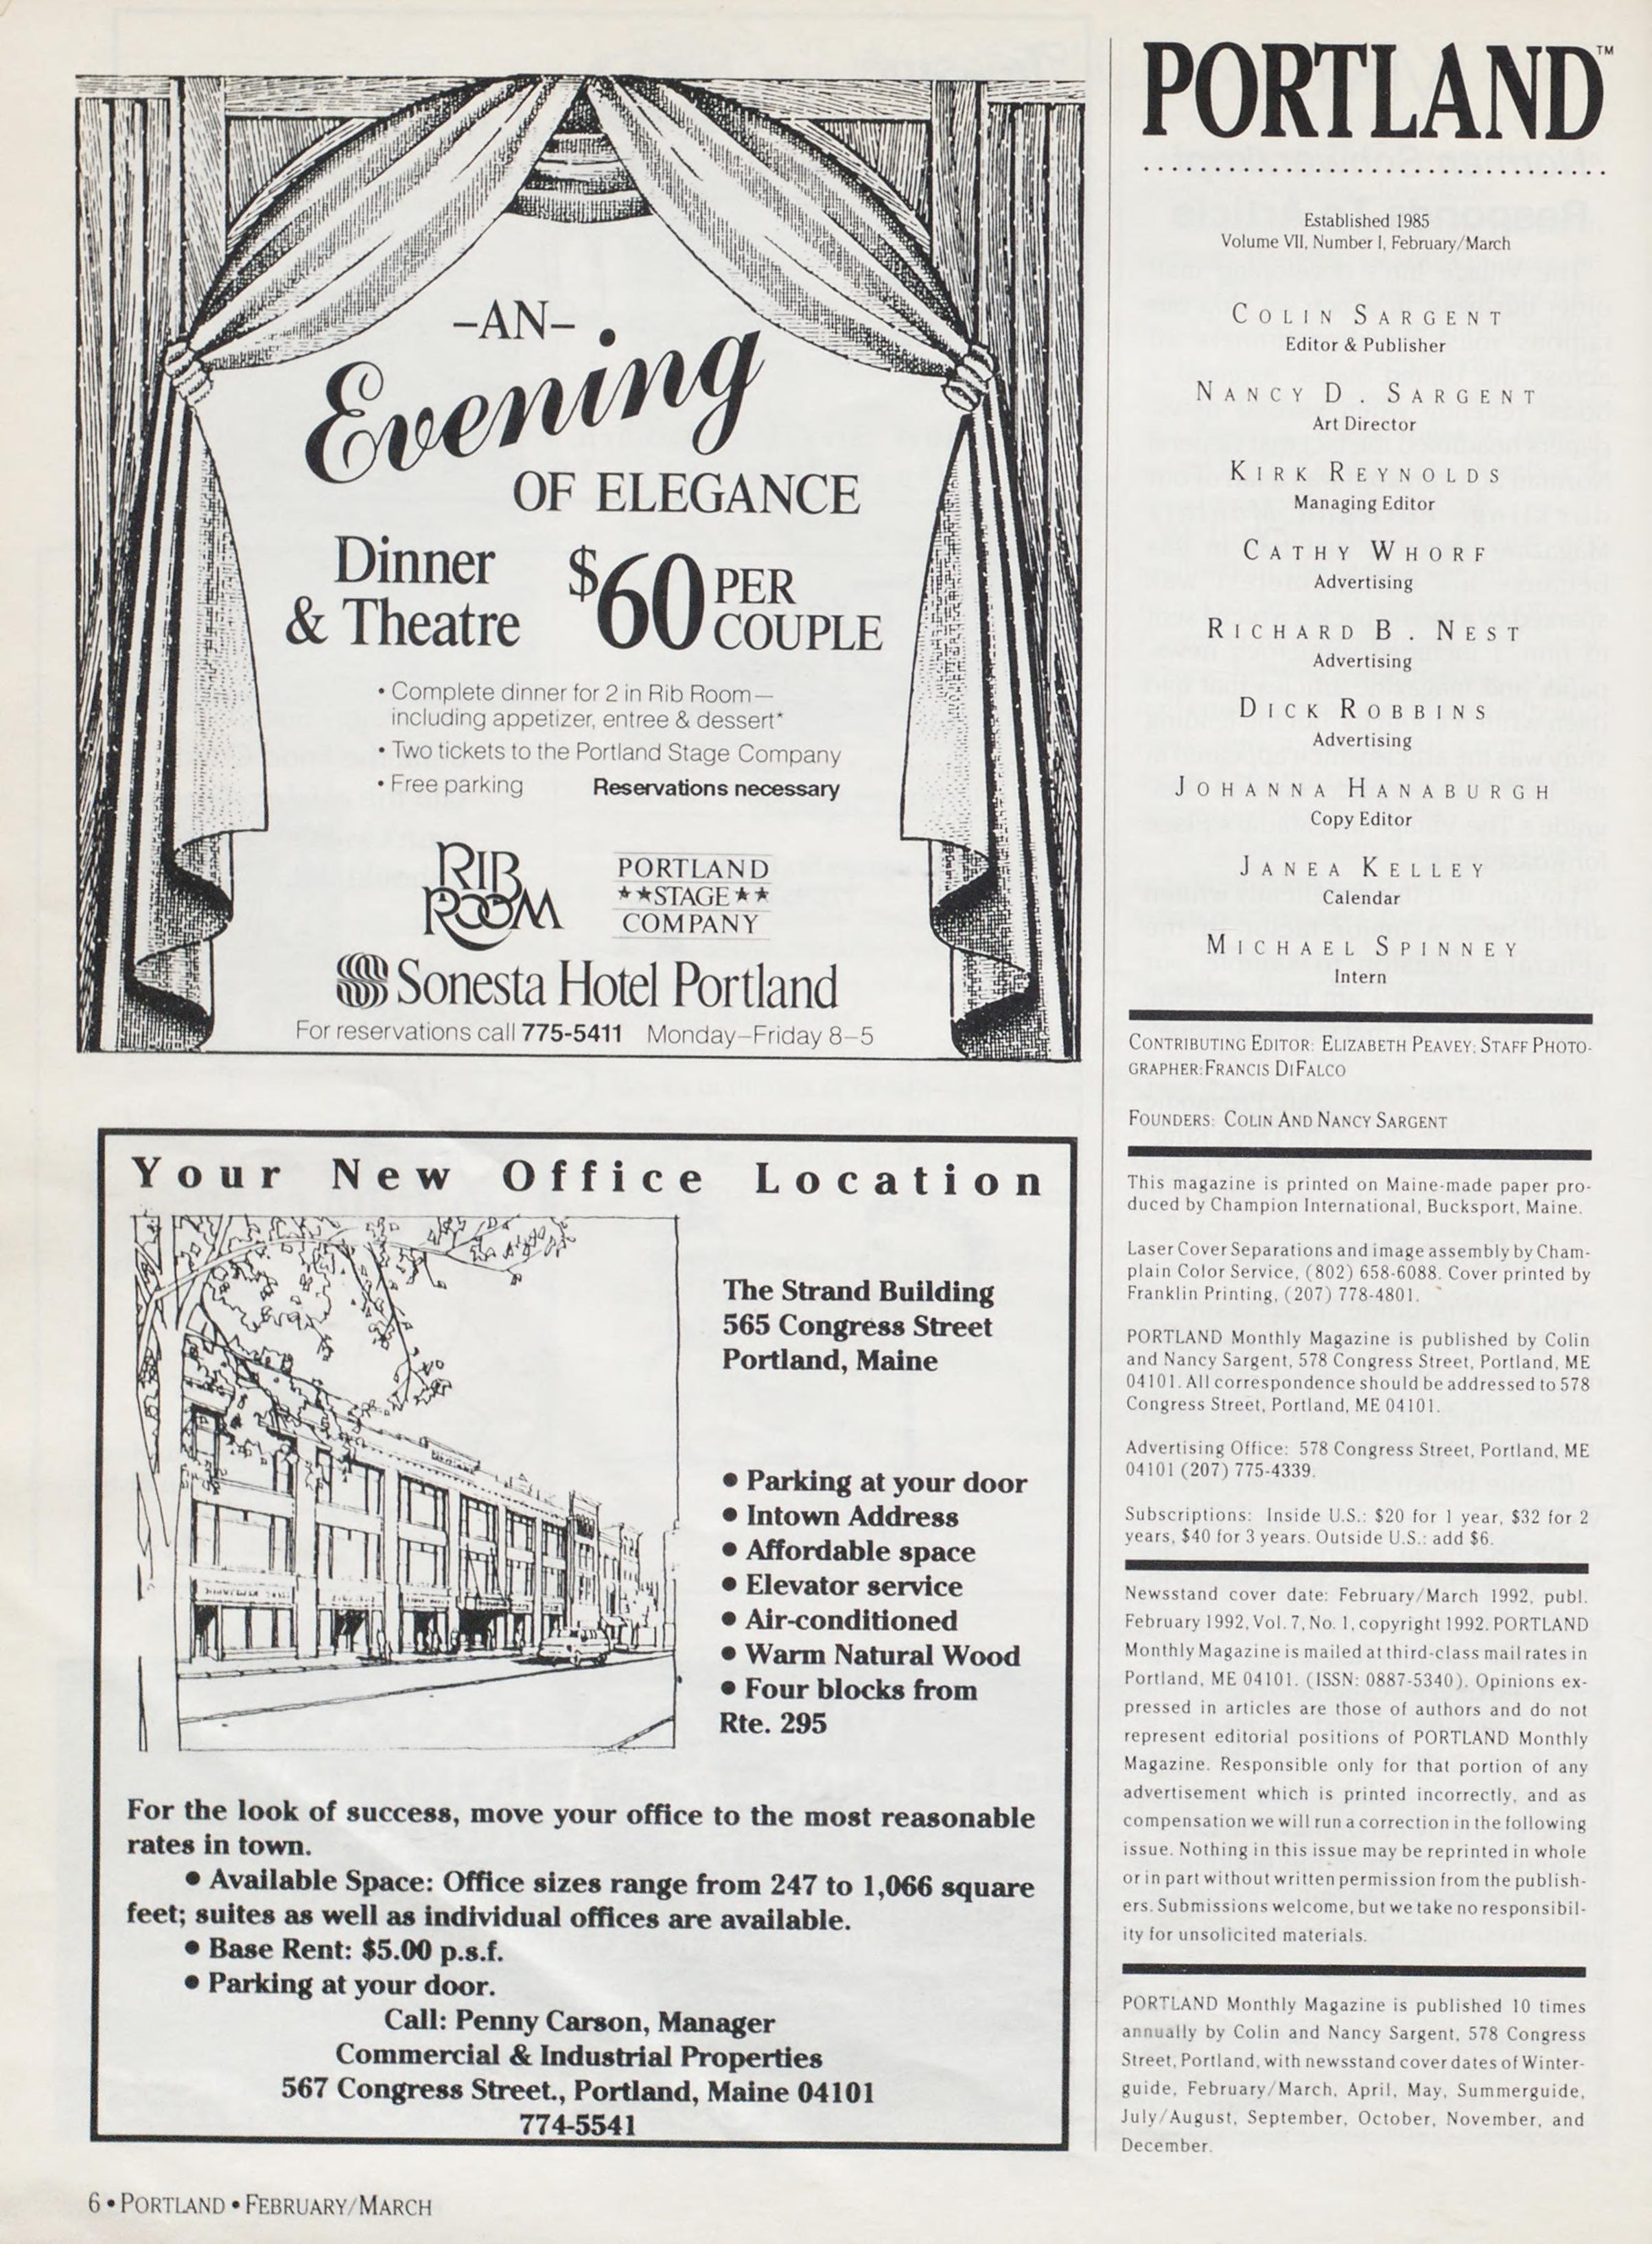 –AN–
Evening
OF ELEGANCE
Dinner
& Theatre
$60 PER
COUPLE
• Complete dinner for 2 in Rib Room—
including appetizer, entree & dessert*
• Two tickets to the Portland Stage Company
• Free parking Reservations necessary
RIB
ROOM
PORTLAND
★★STAGE★★
COMPANY
Sonesta Hotel Portland
For reservations call 775-5411 Monday–Friday 8–5
Your New Office Location
The Strand Building
565 Congress Street
Portland, Maine
• Parking at your door
• Intown Address
• Affordable space
• Elevator service
• Air-conditioned
• Warm Natural Wood
• Four blocks from
Rte. 295
For the look of success, move your office to the most reasonable
rates in town.
• Available Space: Office sizes range from 247 to 1,066 square
feet; suites as well as individual offices are available.
• Base Rent: $5.00 p.s.f.
• Parking at your door.
Call: Penny Carson, Manager
Commercial & Industrial Properties
567 Congress Street., Portland, Maine 04101
774-5541
PORTLAND™
Established 1985
Volume VII, Number I, February/March
COLIN SARGENT
Editor & Publisher
NANCY D. SARGENT
Art Director
KIRK REYNOLDS
Managing Editor
CATHY WHORF
Advertising
RICHARD B. NEST
Advertising
DICK ROBBINS
Advertising
JOHANNA HANABURGH
Copy Editor
JANEA KELLEY
Calendar
MICHAEL SPINNEY
Intern
CONTRIBUTING EDITOR: ELIZABETH PEAVEY; STAFF PHOTO-
GRAPHER: FRANCIS DIFALCO
FOUNDERS: COLIN AND NANCY SARGENT
This magazine is printed on Maine-made paper pro-
duced by Champion International, Bucksport, Maine.
Laser Cover Separations and image assembly by Cham-
plain Color Service, (802) 658-6088. Cover printed by
Franklin Printing, (207) 778-4801.
PORTLAND Monthly Magazine is published by Colin
and Nancy Sargent, 578 Congress Street, Portland, ME
04101. All correspondence should be addressed to 578
Congress Street, Portland, ME 04101.
Advertising Office: 578 Congress Street, Portland, ME
04101 (207) 775-4339.
Subscriptions: Inside U.S.: $20 for 1 year, $32 for 2
years, $40 for 3 years. Outside U.S.: add $6.
Newsstand cover date: February/March 1992, publ.
February 1992, Vol. 7, No. 1, copyright 1992. PORTLAND
Monthly Magazine is mailed at third-class mail rates in
Portland, ME 04101. (ISSN: 0887-5340). Opinions ex-
pressed in articles are those of authors and do not
represent editorial positions of PORTLAND Monthly
Magazine. Responsible only for that portion of any
advertisement which is printed incorrectly, and as
compensation we will run a correction in the following
issue. Nothing in this issue may be reprinted in whole
or in part without written permission from the publish-
ers. Submissions welcome, but we take no responsibil-
ity for unsolicited materials.
PORTLAND Monthly Magazine is published 10 times
annually by Colin and Nancy Sargent, 578 Congress
Street, Portland, with newsstand cover dates of Winter-
guide, February/March, April, May, Summerguide,
July/August, September, October, November, and
December.
6 • PORTLAND • FEBRUARY/MARCH